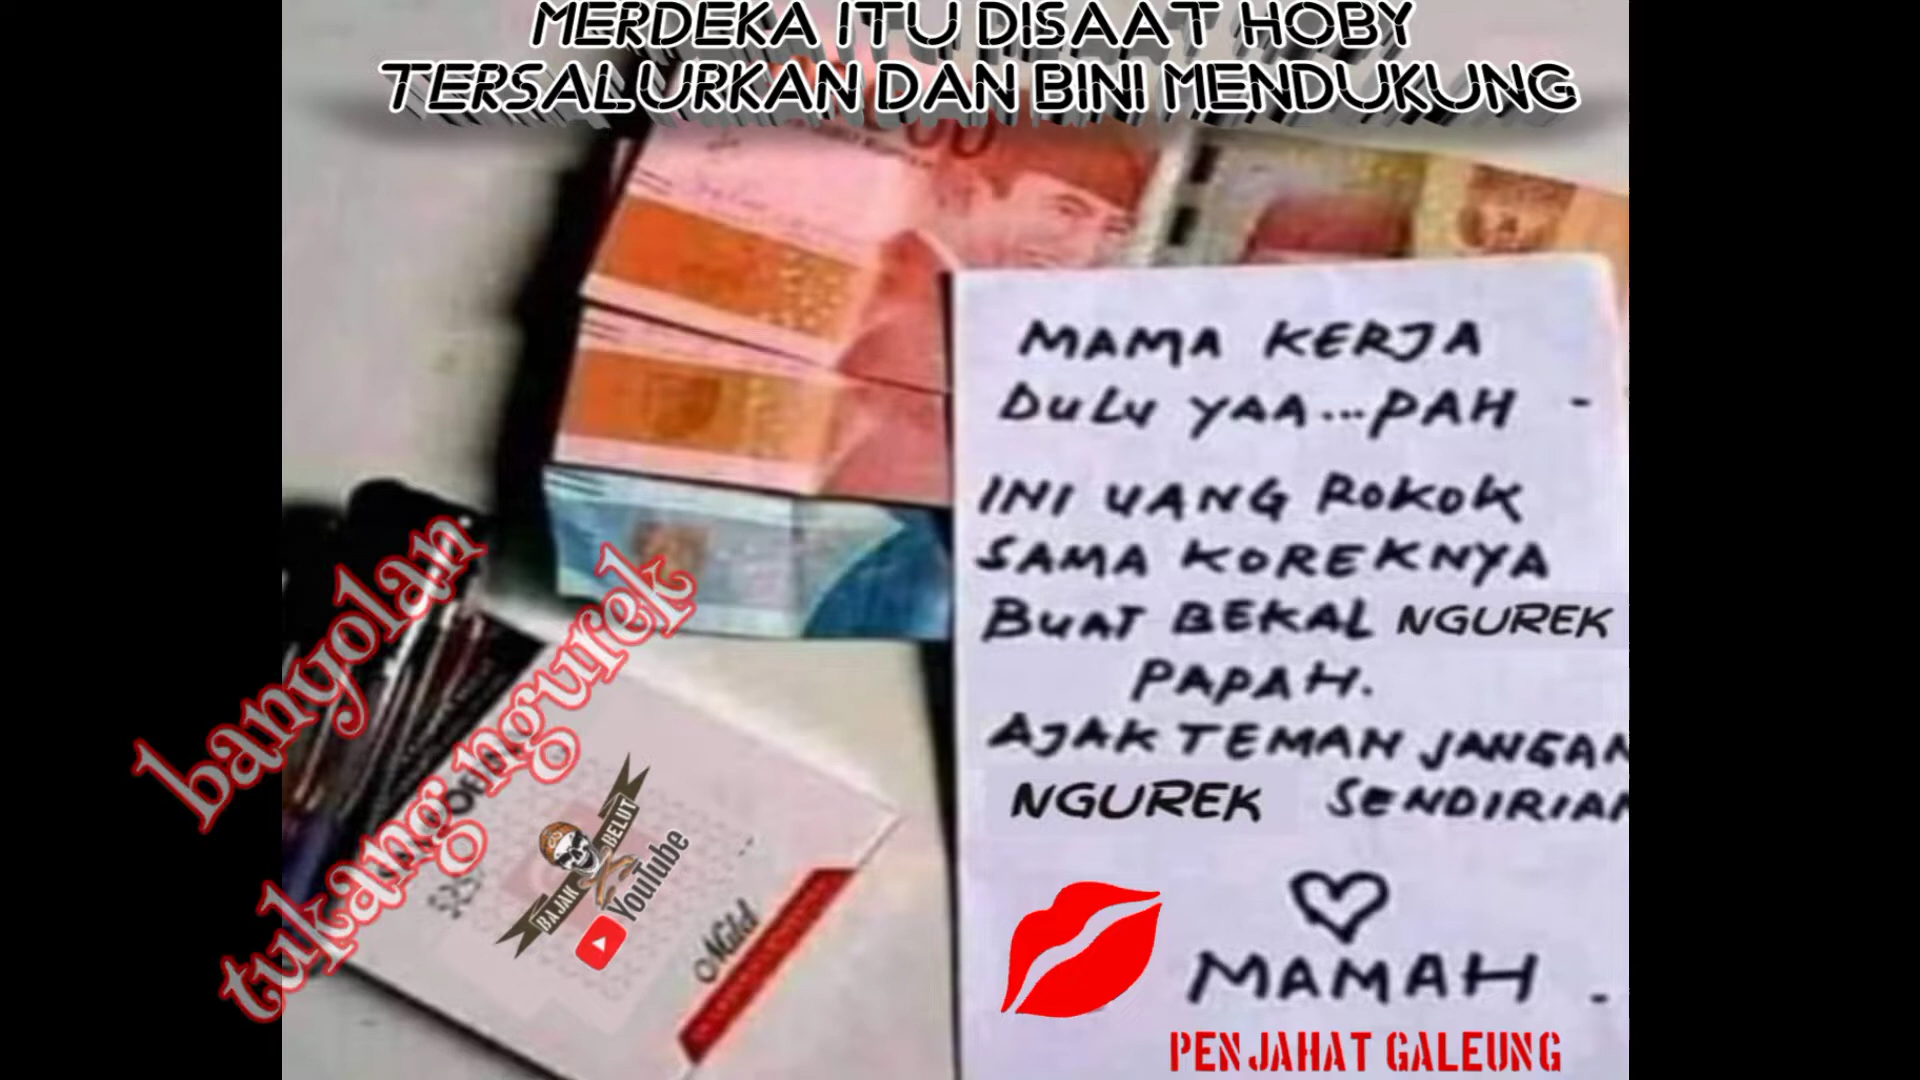 MERDEKA ITU DISAAT HOBY
TERSALURKAN DAN BINI MENDUKUNG
MAMA KERJA
DULU YAA...PAH -
INI UANG ROKOK
SAMA KOREKNYA
BUAT BEKAL NGUREK
PAPAH.
AJAK TEMAN JANGAN
NGUREK SENDIRIAN
MAMAH -
PENJAHAT GALEUNG
banyolan
tukang ngurek
BAJAK BELUT
YouTube
Mild